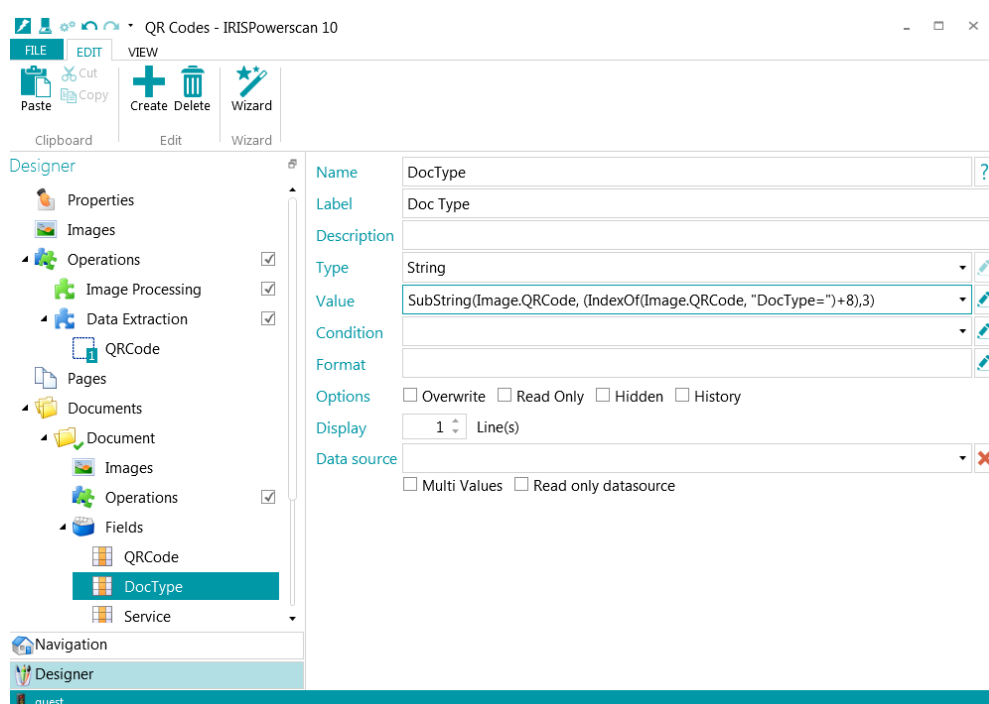 QR Codes - IRISPowerscan 10
FILE EDIT VIEW
Cut
Copy
Paste Create Delete Wizard
Clipboard Edit Wizard
Designer
Properties
Images
Operations
Image Processing
Data Extraction
1
QRCode
Pages
Documents
Document
Images
Operations
Fields
QRCode
DocType
Service
Navigation
Designer
guest
Name DocType ?
Label Doc Type
Description
Type String
Value SubString(Image.QRCode, (IndexOf(Image.QRCode, "DocType=")+8),3)
Condition
Format
Options Overwrite Read Only Hidden History
Display 1 Line(s)
Data source
Multi Values Read only datasource